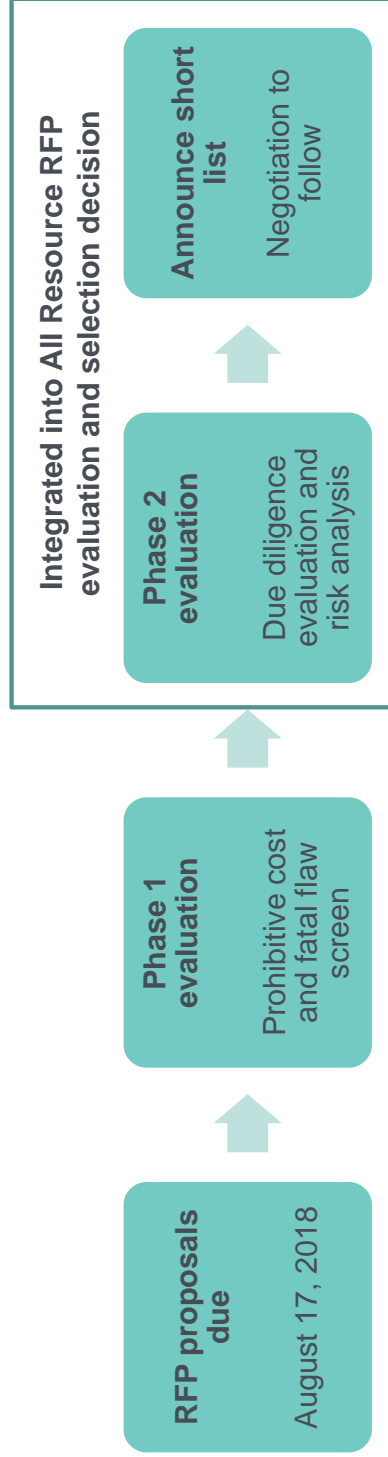 Integrated into All Resource RFP
evaluation and selection decision
RFP proposals
due
August 17, 2018
Phase 1
evaluation
Prohibitive cost
and fatal flaw
screen
Phase 2
evaluation
Due diligence
evaluation and
risk analysis
Announce short
list
Negotiation to
follow